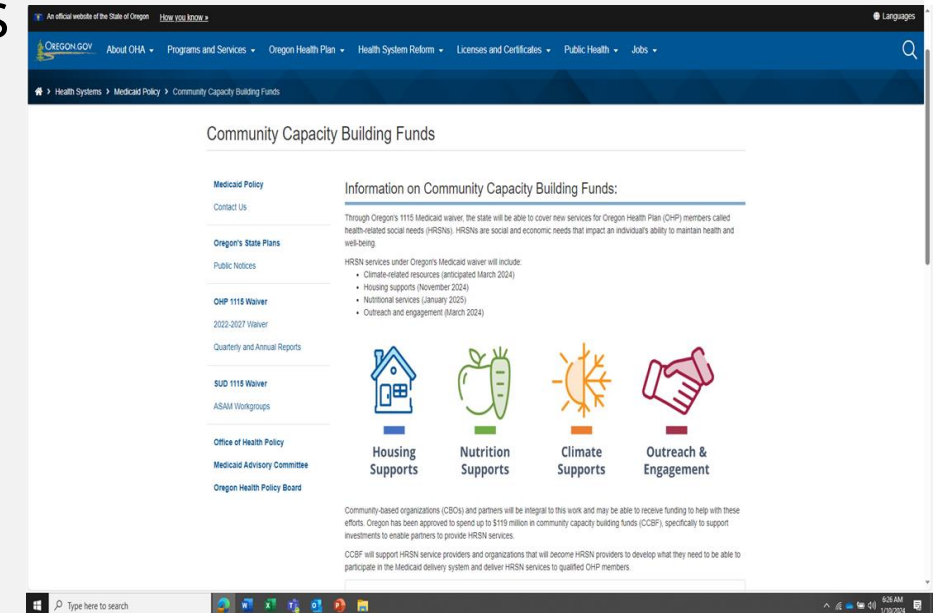 S
An official website of the State of Oregon How you know »
Languages
OREGON.GOV
About OHA Programs and Services Oregon Health Plan Health System Reform Licenses and Certificates Public Health Jobs
> Health Systems > Medicaid Policy > Community Capacity Building Funds
Community Capacity Building Funds
Medicaid Policy
Contact Us
Oregon's State Plans
Public Notices
OHP 1115 Waiver
2022-2027 Waiver
Quarterly and Annual Reports
SUD 1115 Waiver
ASAM Workgroups
Office of Health Policy
Medicaid Advisory Committee
Oregon Health Policy Board
Information on Community Capacity Building Funds:
Through Oregon's 1115 Medicaid waiver, the state will be able to cover new services for Oregon Health Plan (OHP) members called
health-related social needs (HRSNs). HRSNs are social and economic needs that impact an individual's ability to maintain health and
well-being.
HRSN services under Oregon's Medicaid waiver will include:
• Climate-related resources (anticipated March 2024)
• Housing supports (November 2024)
• Nutritional services (January 2025)
• Outreach and engagement (March 2024)
Housing Nutrition Climate Outreach &
Supports Supports Supports Engagement
Community-based organizations (CBOs) and partners will be integral to this work and may be able to receive funding to help with these
efforts. Oregon has been approved to spend up to $119 million in community capacity building funds (CCBF), specifically to support
investments to enable partners to provide HRSN services.
CCBF will support HRSN service providers and organizations that will become HRSN providers to develop what they need to be able to
participate in the Medicaid delivery system and deliver HRSN services to qualified OHP members.
Type here to search
6:26 AM
1/10/2024